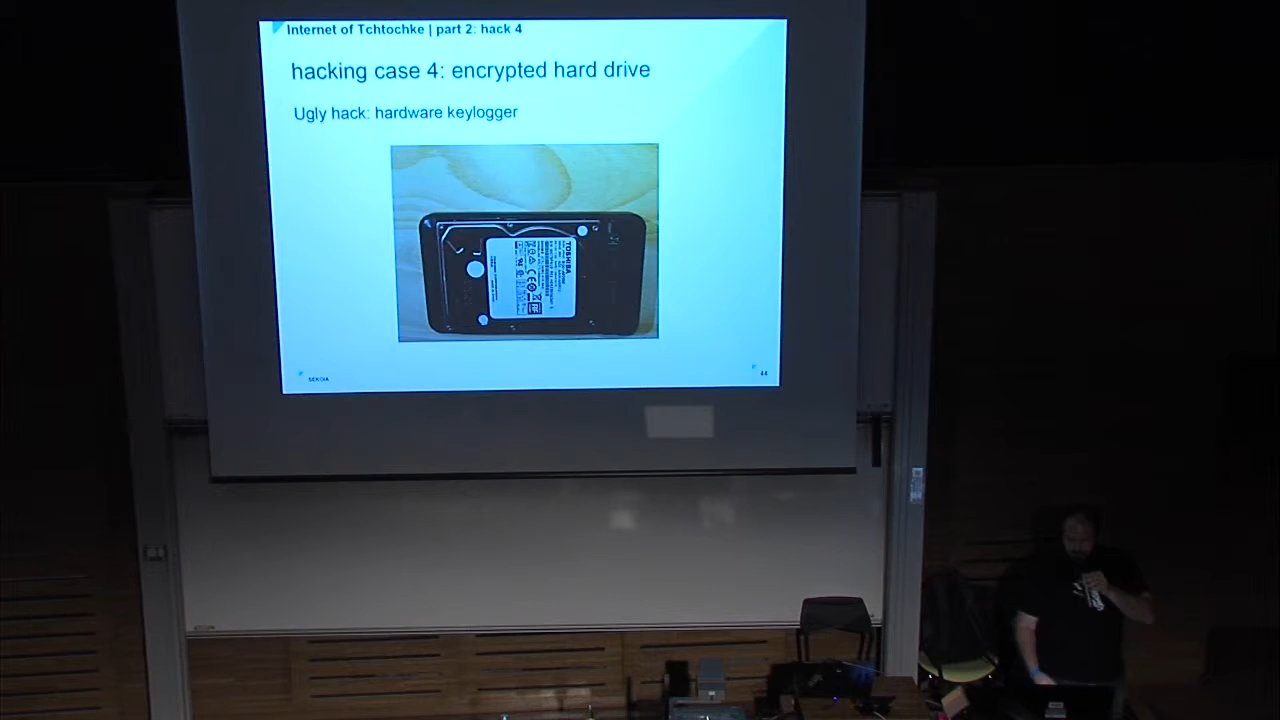 Internet of Tchtochke | part 2: hack 4
hacking case 4: encrypted hard drive
Ugly hack: hardware keylogger
TOSHIBA
SEKOIA
44